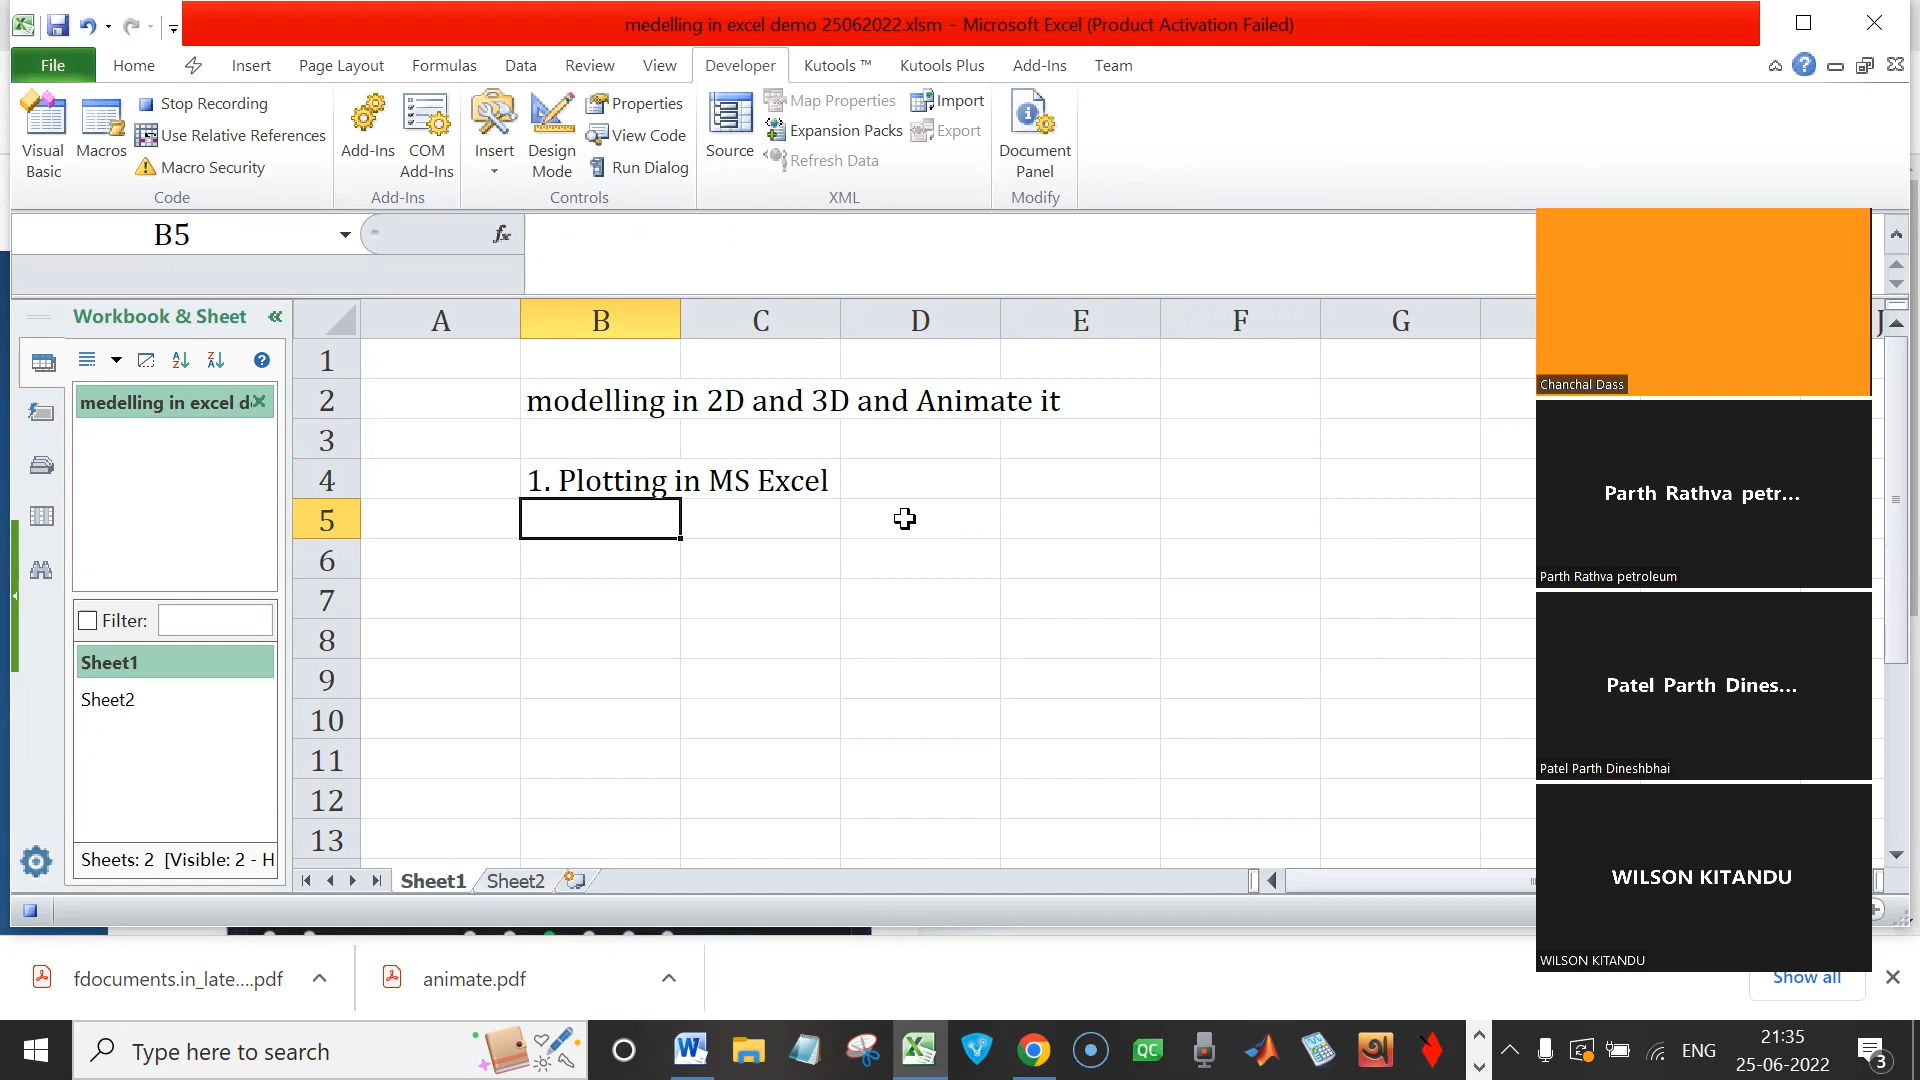 medelling in excel demo 25062022.xlsm - Microsoft Excel (Product Activation Failed)
File Home Insert Page Layout Formulas Data Review View Developer Kutools ™ Kutools Plus Add-Ins Team
Visual Basic
Macros
Stop Recording
Use Relative References
Macro Security
Code
Add-Ins
COM Add-Ins
Add-Ins
Insert
Design Mode
Properties
View Code
Run Dialog
Controls
Source
Map Properties
Expansion Packs
Refresh Data
Import
Export
XML
Document Panel
Modify
B5
fx
Workbook & Sheet
medelling in excel d
Filter:
Sheet1
Sheet2
Sheets: 2 [Visible: 2 - H
A B C D E F G J
1
2 modelling in 2D and 3D and Animate it
3
4 1. Plotting in MS Excel
5
6
7
8
9
10
11
12
13
Sheet1 Sheet2
Chanchal Dass
Parth Rathva petr...
Parth Rathva petroleum
Patel Parth Dines...
Patel Parth Dineshbhai
WILSON KITANDU
WILSON KITANDU
fdocuments.in_late....pdf
animate.pdf
Show all
Type here to search
QC
ENG
21:35
25-06-2022
3